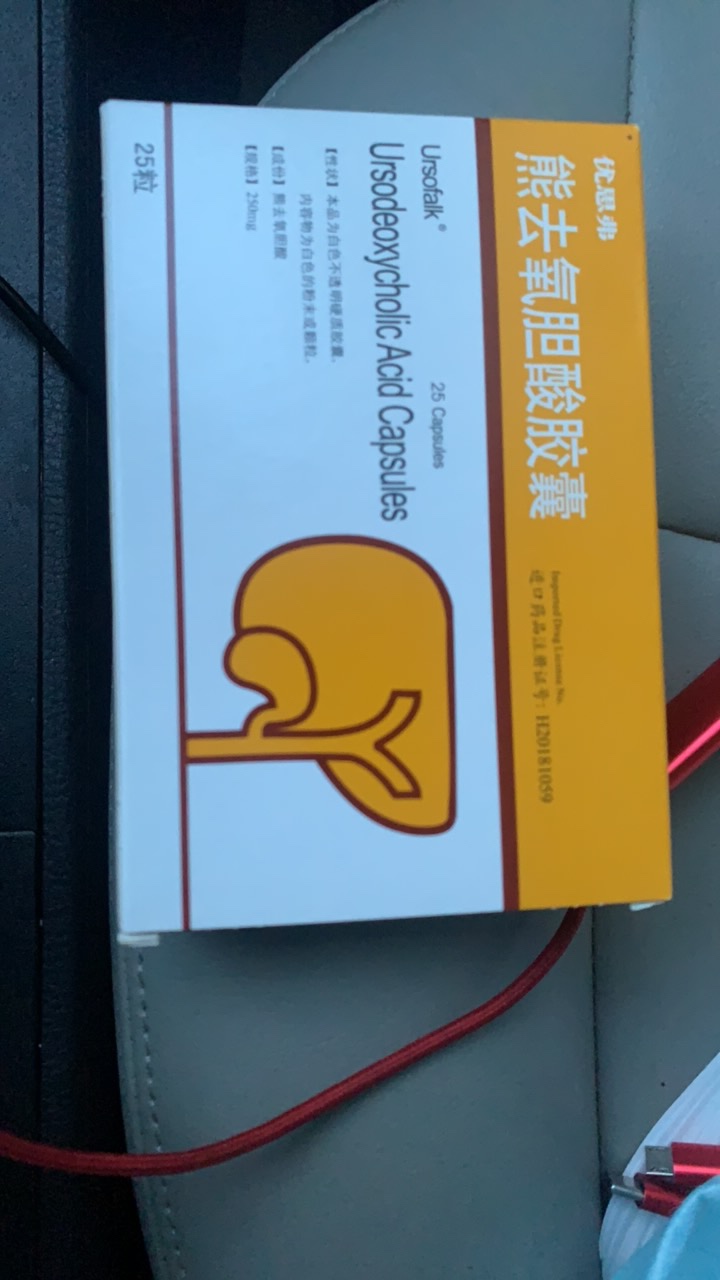 优思弗
熊去氧胆酸胶囊
Imported Drug License No.
进口药品注册证号：H20181059
Ursofalk®
25 Capsules
Ursodeoxycholic Acid Capsules
【性状】本品为白色不透明硬质胶囊，
内容物为白色的粉末或颗粒。
【成份】熊去氧胆酸
【规格】250mg
25粒